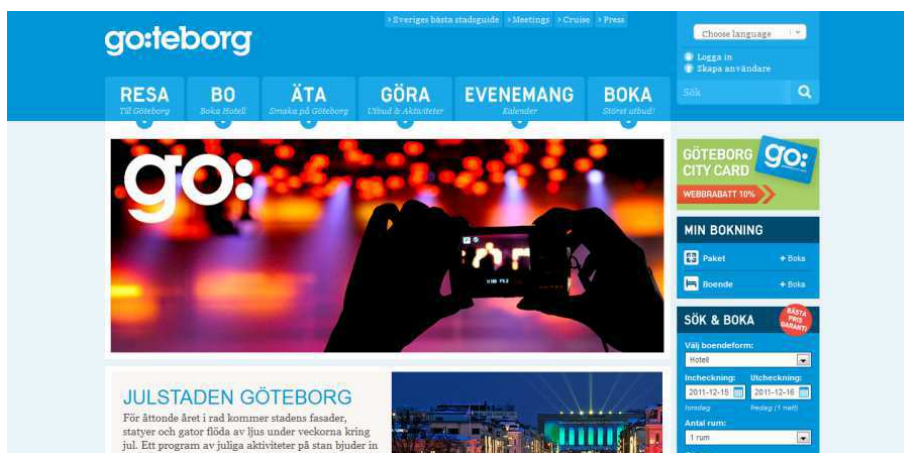 › Sveriges bästa stadsguide › Meetings › Cruise › Press
go:teborg
Choose language
Logga in
Skapa användare
Sök
RESA
Till Göteborg
BO
Boka Hotell
ÄTA
Smaka på Göteborg
GÖRA
Utbud & Aktiviteter
EVENEMANG
Kalender
BOKA
Störst utbud!
go:
GÖTEBORG
CITY CARD
go:
WEBBRABATT 10%
MIN BOKNING
Paket + Boka
Boende + Boka
SÖK & BOKA
BÄSTA
PRIS
GARANTI
Välj boendeform:
Hotell
Incheckning: Utcheckning:
2011-12-15 2011-12-16
torsdag fredag (1 natt)
Antal rum:
1 rum
JULSTADEN GÖTEBORG
För åttonde året i rad kommer stadens fasader,
statyer och gator flöda av ljus under veckorna kring
jul. Ett program av juliga aktiviteter på stan bjuder in